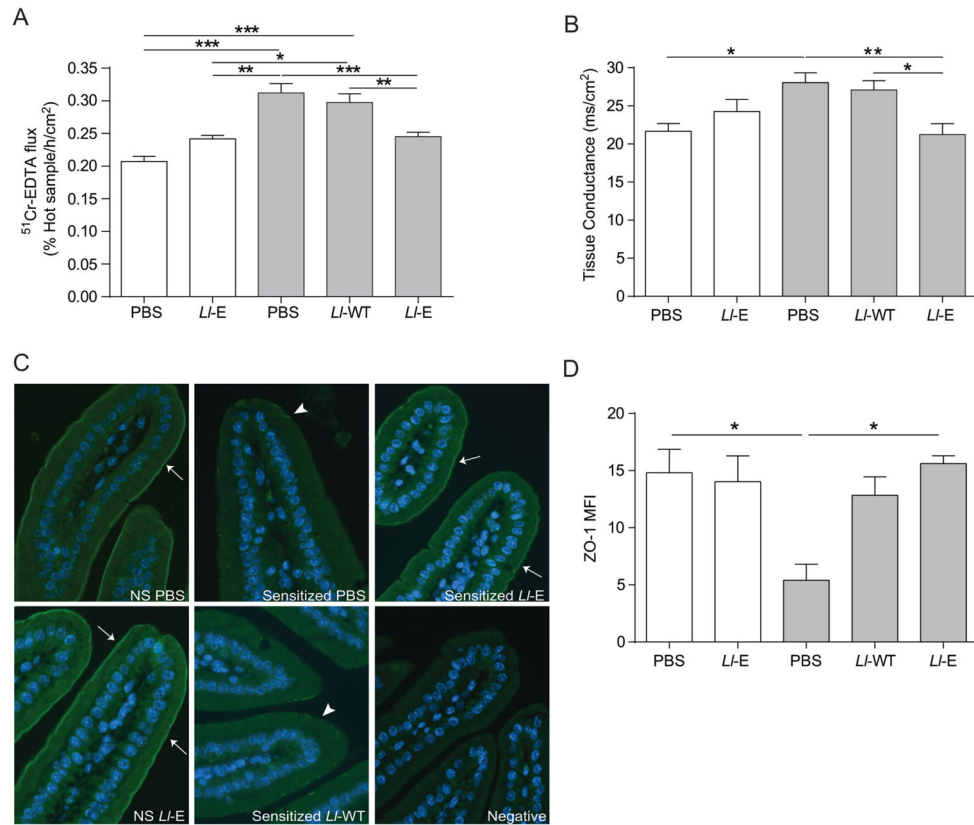 A
***
***
*
** ***
**
0.35
0.30
0.25
0.20
0.15
0.10
0.05
0.00
⁵¹Cr-EDTA flux
(% Hot sample/h/cm²)
PBS Ll-E PBS Ll-WT Ll-E
B
* **
*
30
25
20
15
10
5
0
Tissue Conductance (ms/cm²)
PBS Ll-E PBS Ll-WT Ll-E
C
NS PBS
Sensitized PBS
Sensitized Ll-E
NS Ll-E
Sensitized Ll-WT
Negative
D
* *
20
15
10
5
0
ZO-1 MFI
PBS Ll-E PBS Ll-WT Ll-E